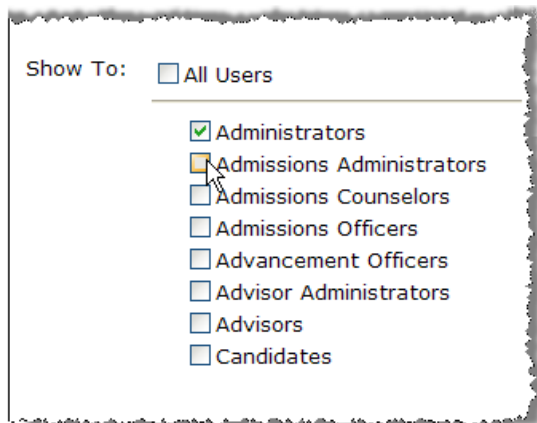 Show To: All Users
Administrators
Admissions Administrators
Admissions Counselors
Admissions Officers
Advancement Officers
Advisor Administrators
Advisors
Candidates